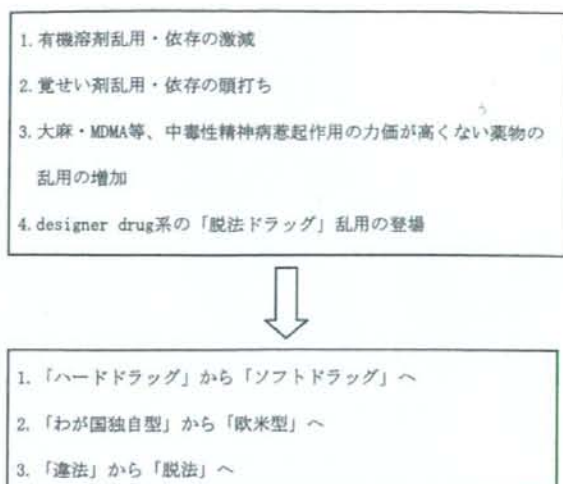 1. 有機溶剤乱用・依存の激減
2. 覚せい剤乱用・依存の頭打ち
3. 大麻・MDMA等、中毒性精神病惹起作用の力価が高くない薬物の
乱用の増加
4. designer drug系の「脱法ドラッグ」乱用の登場
1. 「ハードドラッグ」から「ソフトドラッグ」へ
2. 「わが国独自型」から「欧米型」へ
3. 「違法」から「脱法」へ